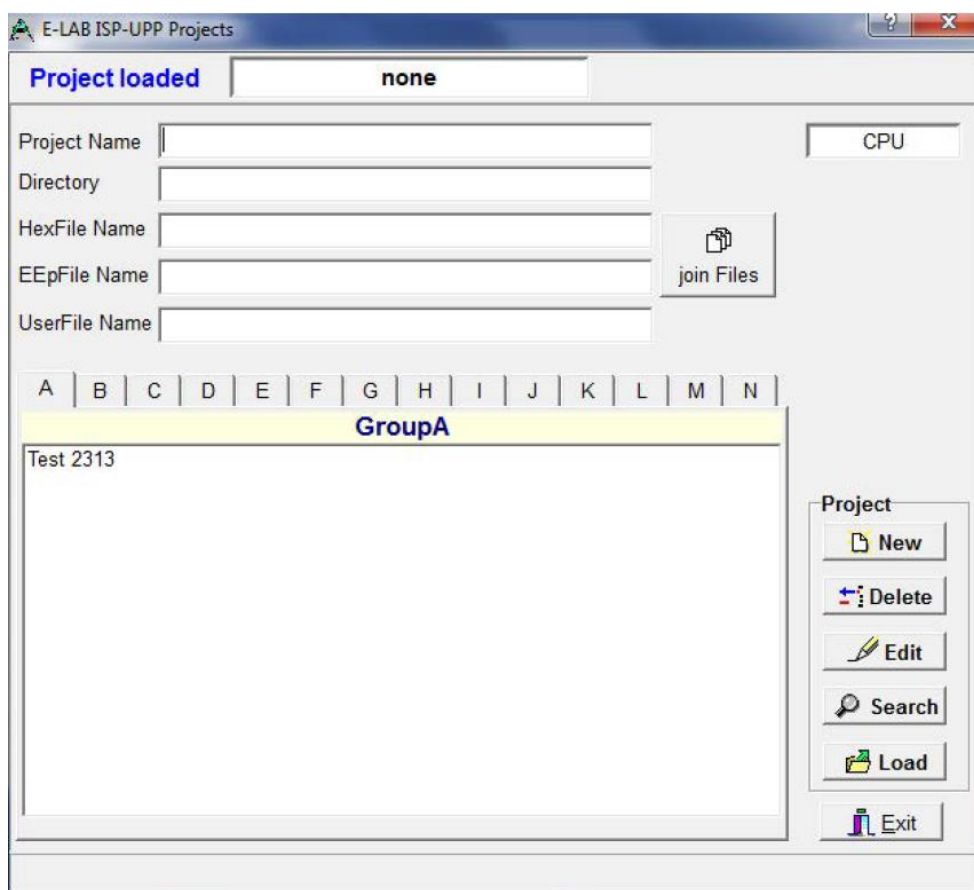 E-LAB ISP-UPP Projects
? X
Project loaded none
Project Name CPU
Directory
HexFile Name
join Files
EEpFile Name
UserFile Name
A B C D E F G H I J K L M N
GroupA
Test 2313
Project
New
Delete
Edit
Search
Load
Exit